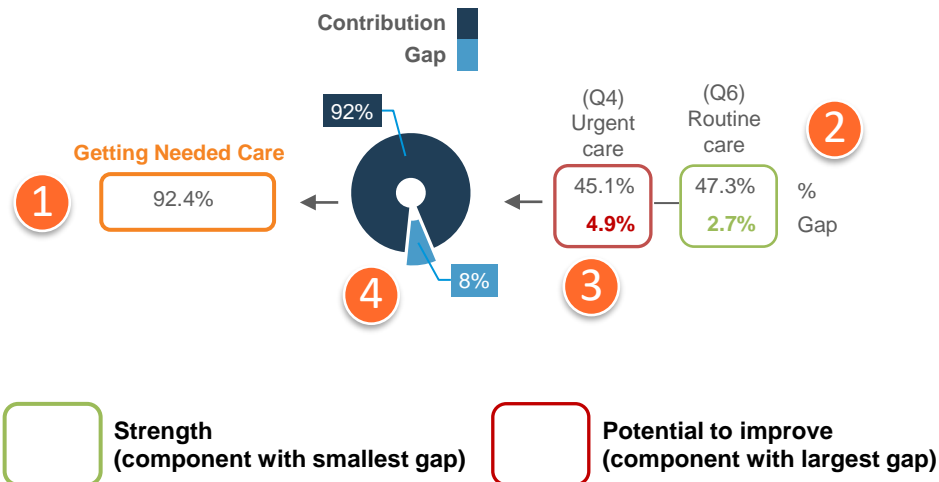 Contribution
Gap
92%
(Q4)
Urgent
care
(Q6)
Routine
care
2
Getting Needed Care
1
92.4%
45.1%
47.3%
%
4.9%
2.7%
Gap
4
8%
3
Strength
(component with smallest gap)
Potential to improve
(component with largest gap)